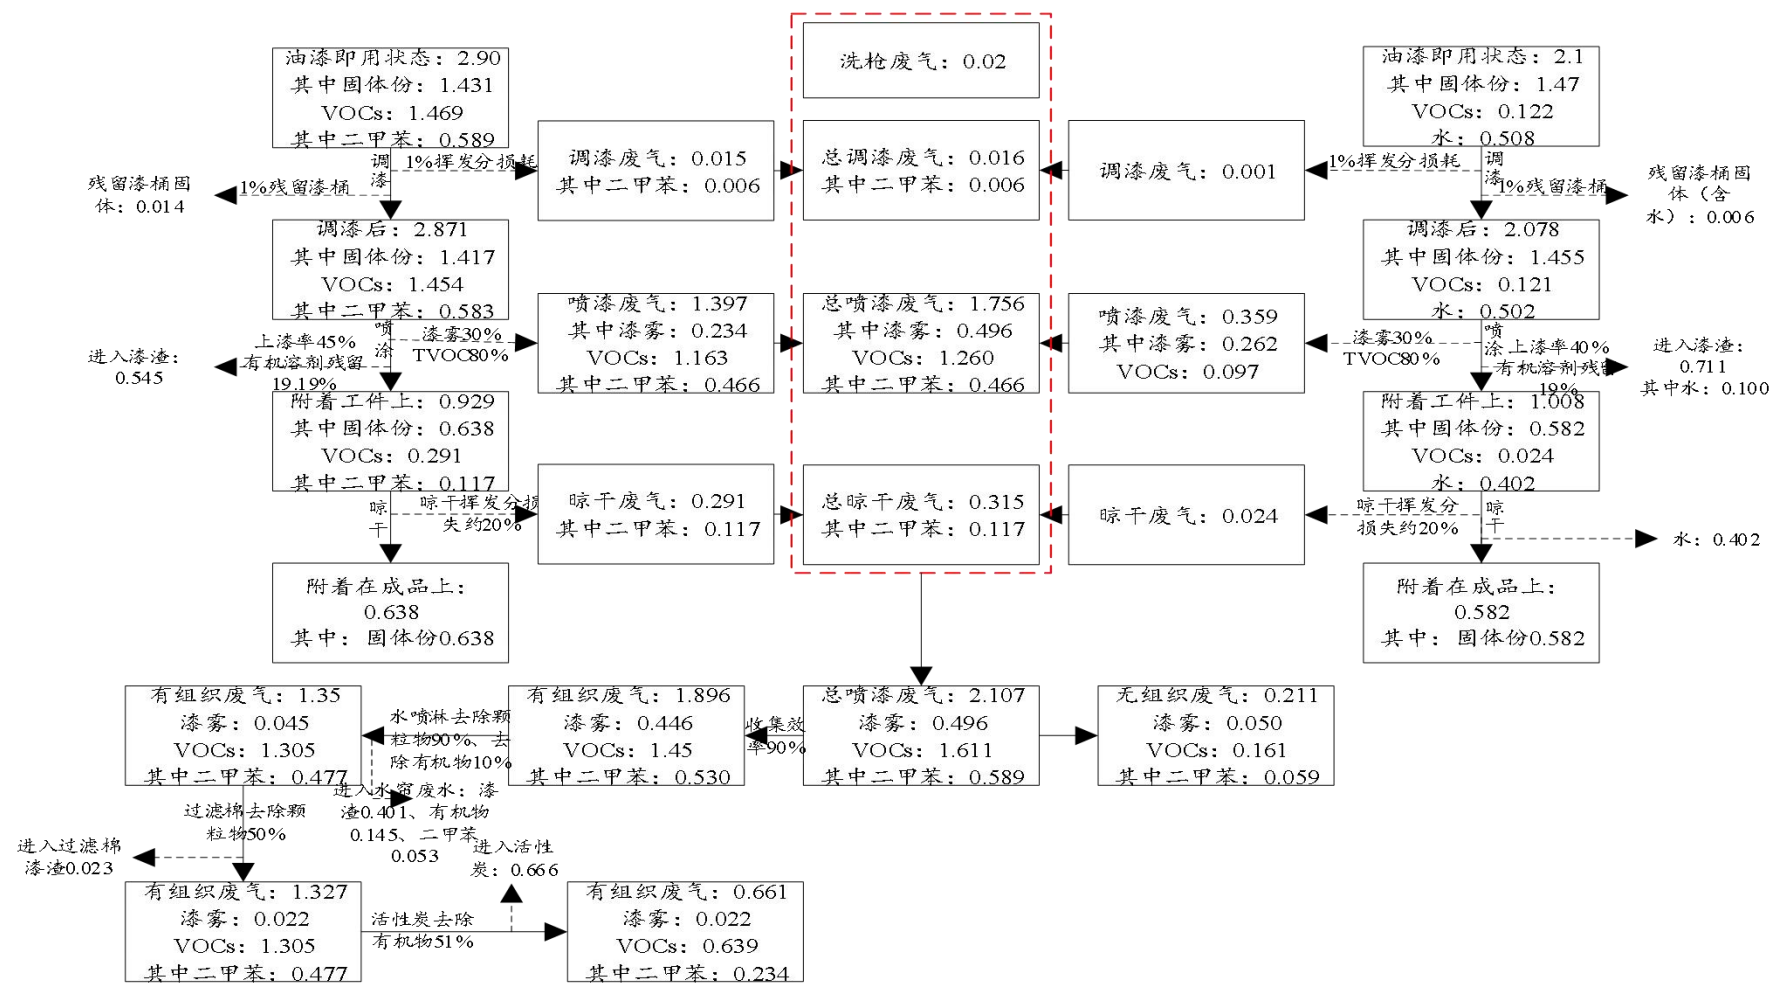 洗枪废气：0.02
油漆即用状态：2.90
其中固体份：1.431
VOCs：1.469
其中二甲苯：0.589
油漆即用状态：2.1
其中固体份：1.47
VOCs：0.122
水：0.508
调
漆
1%挥发分损耗
1%残留漆桶
残留漆桶固
体：0.014
调漆废气：0.015
其中二甲苯：0.006
总调漆废气：0.016
其中二甲苯：0.006
调漆废气：0.001
1%挥发分损耗
调
漆
1%残留漆桶
残留漆桶固
体（含
水）：0.006
调漆后：2.871
其中固体份：1.417
VOCs：1.454
其中二甲苯：0.583
调漆后：2.078
其中固体份：1.455
VOCs：0.121
水：0.502
喷
涂
漆雾30%
TVOC80%
上漆率45%
有机溶剂残留
19.19%
进入漆渣：
0.545
喷漆废气：1.397
其中漆雾：0.234
VOCs：1.163
其中二甲苯：0.466
总喷漆废气：1.756
其中漆雾：0.496
VOCs：1.260
其中二甲苯：0.466
喷漆废气：0.359
其中漆雾：0.262
VOCs：0.097
漆雾30%
TVOC80%
喷
涂
上漆率40%
有机溶剂残留
19%
进入漆渣：
0.711
其中水：0.100
附着工件上：0.929
其中固体份：0.638
VOCs：0.291
其中二甲苯：0.117
附着工件上：1.008
其中固体份：0.582
VOCs：0.024
水：0.402
晾
干
晾干挥发分损
失约20%
晾干废气：0.291
其中二甲苯：0.117
总晾干废气：0.315
其中二甲苯：0.117
晾干废气：0.024
晾干挥发分
损失约20%
晾
干
水：0.402
附着在成品上：
0.638
其中：固体份0.638
附着在成品上：
0.582
其中：固体份0.582
有组织废气：1.35
漆雾：0.045
VOCs：1.305
其中二甲苯：0.477
水喷淋去除颗
粒物90%、去
除有机物10%
有组织废气：1.896
漆雾：0.446
VOCs：1.45
其中二甲苯：0.530
收集效
率90%
总喷漆废气：2.107
漆雾：0.496
VOCs：1.611
其中二甲苯：0.589
无组织废气：0.211
漆雾：0.050
VOCs：0.161
其中二甲苯：0.059
进入水帘废水：漆
渣0.401、有机物
0.145、二甲苯
0.053
过滤棉去除颗
粒物50%
进入过滤棉
漆渣0.023
进入活性
炭：0.666
有组织废气：1.327
漆雾：0.022
VOCs：1.305
其中二甲苯：0.477
活性炭去除
有机物51%
有组织废气：0.661
漆雾：0.022
VOCs：0.639
其中二甲苯：0.234